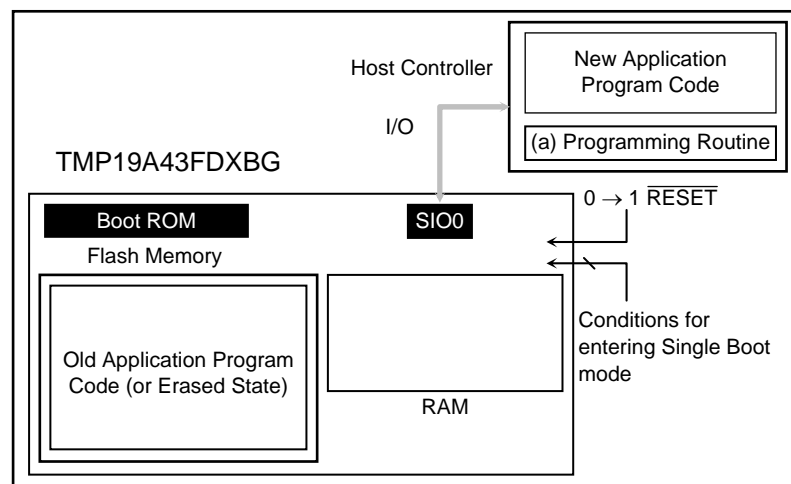 Host Controller
New Application
Program Code
I/O
(a) Programming Routine
TMP19A43FDXBG
0 → 1 RESET
Boot ROM
SIO0
Flash Memory
Old Application Program
Code (or Erased State)
RAM
Conditions for
entering Single Boot
mode